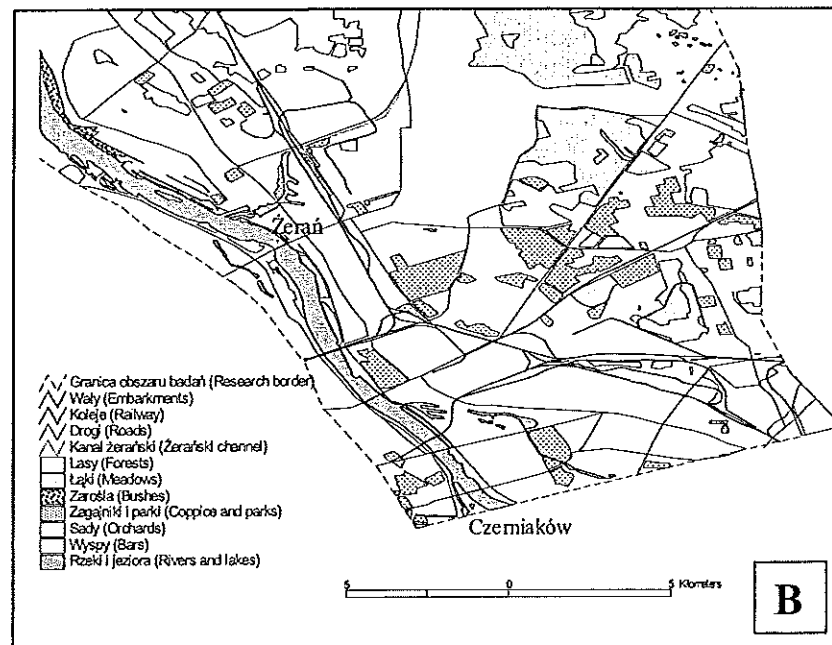 Żerań
Granica obszaru badań (Research border)
Wały (Embarkments)
Koleje (Railway)
Drogi (Roads)
Kanał żerański (Żerański channel)
Lasy (Forests)
Łąki (Meadows)
Zarośla (Bushes)
Zagajniki i parki (Coppice and parks)
Sady (Orchards)
Wyspy (Bars)
Rzeki i jeziora (Rivers and lakes)
Czerniaków
5 0 5 Kilometers
B